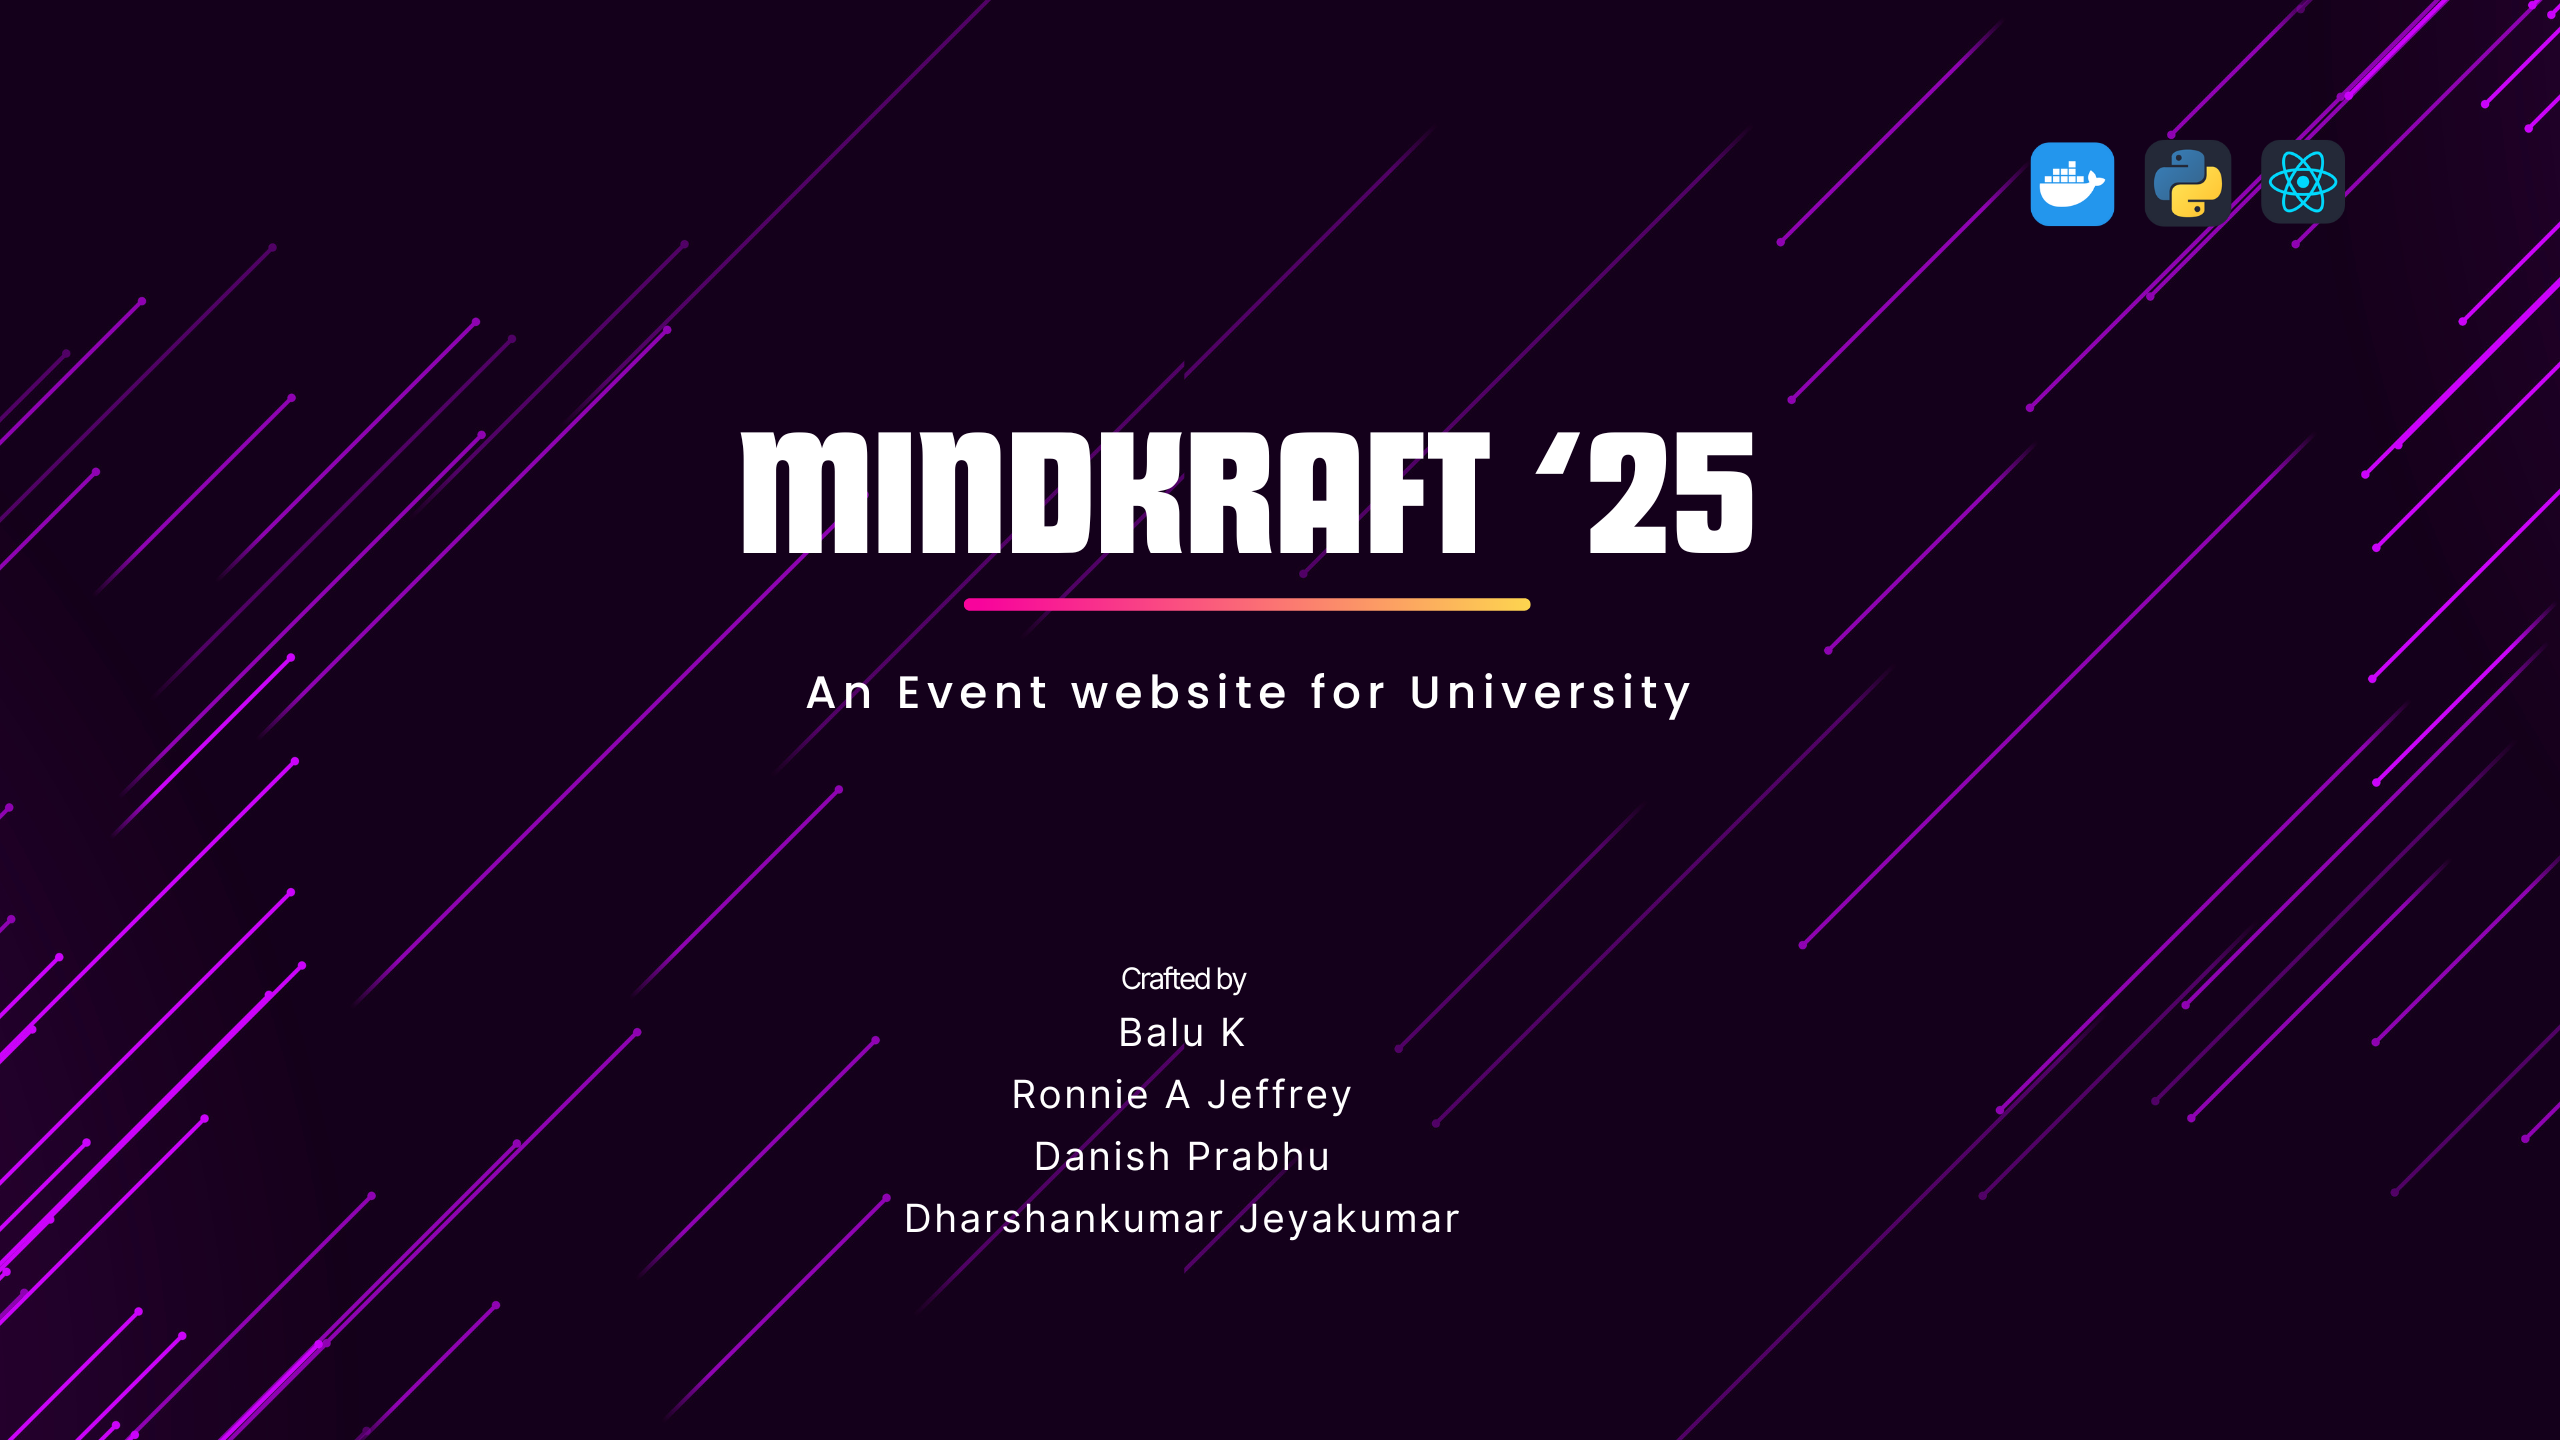 MINDKRAFT ‘25
An Event website for University
Crafted by
Balu K
Ronnie A Jeffrey
Danish Prabhu
Dharshankumar Jeyakumar